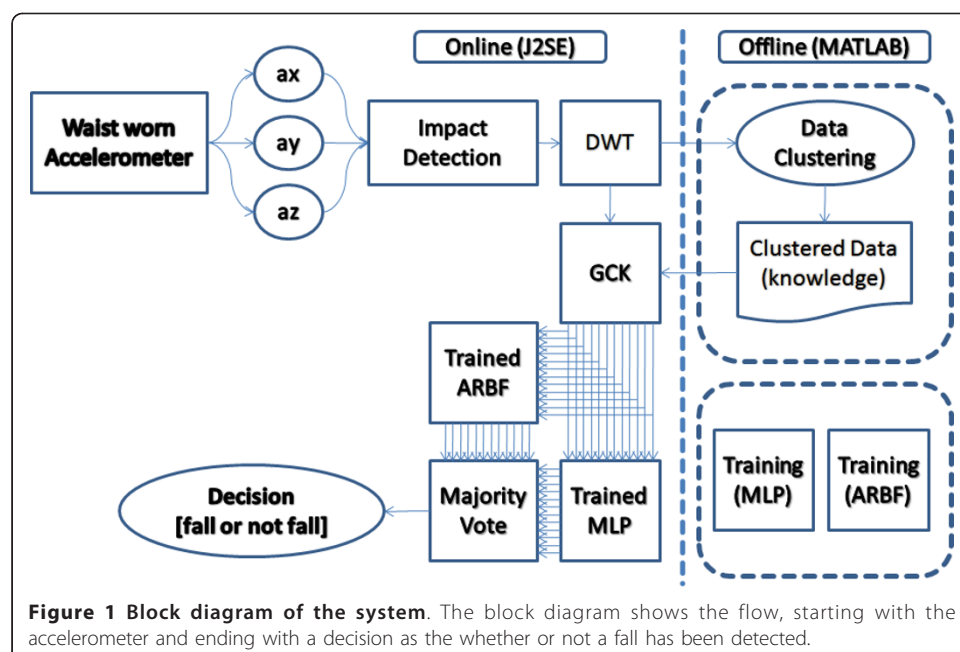 Online (J2SE)
Offline (MATLAB)
Waist worn
Accelerometer
ax
ay
az
Impact
Detection
DWT
Data
Clustering
GCK
Clustered Data
(knowledge)
Trained
ARBF
Decision
[fall or not fall]
Majority
Vote
Trained
MLP
Training
(MLP)
Training
(ARBF)
Figure 1 Block diagram of the system. The block diagram shows the flow, starting with the
accelerometer and ending with a decision as the whether or not a fall has been detected.